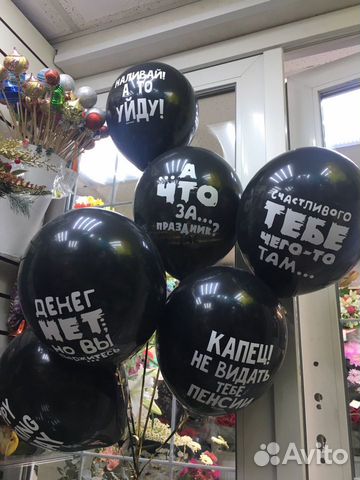 НАЛИВАЙ!
А ТО
УЙДУ!
А
ЧТО
ЗА...
ПРАЗДНИК?
СЧАСТЛИВОГО
ТЕБЕ
ЧЕГО-ТО
ТАМ...
ДЕНЕГ
НЕТ...
НО ВЫ
КАПЕЦ!
НЕ ВИДАТЬ
ТЕБЕ
ПЕНСИИ
Avito